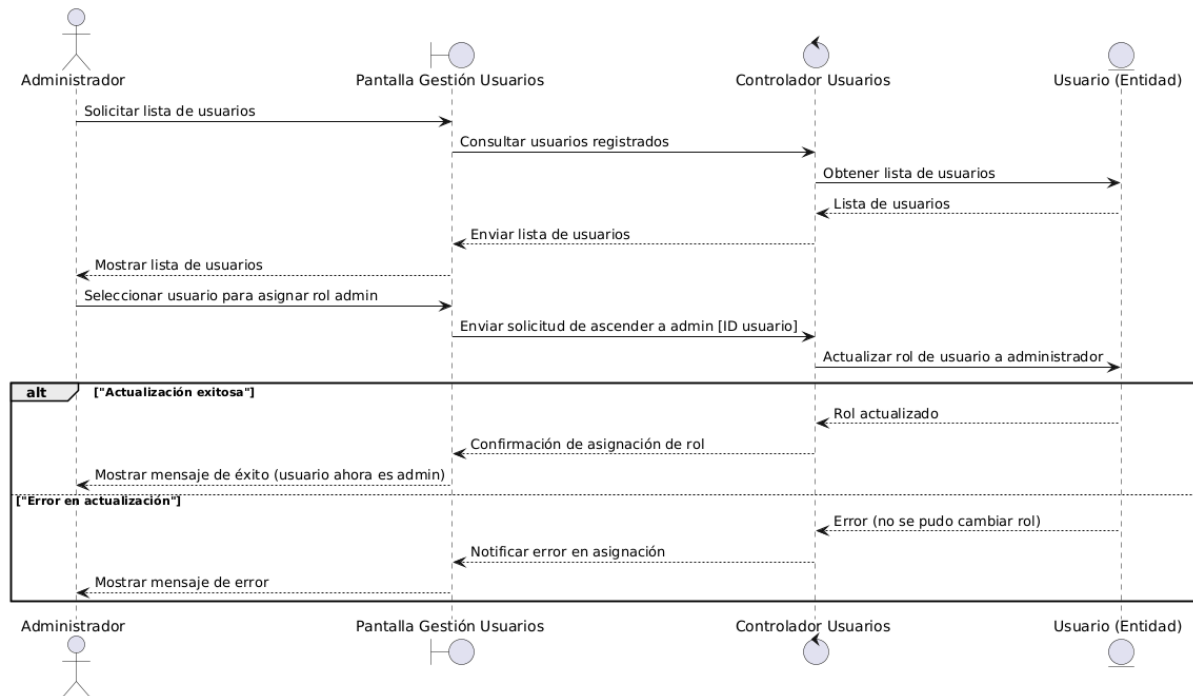 Administrador
Pantalla Gestión Usuarios
Controlador Usuarios
Usuario (Entidad)
Solicitar lista de usuarios
Consultar usuarios registrados
Obtener lista de usuarios
Lista de usuarios
Enviar lista de usuarios
Mostrar lista de usuarios
Seleccionar usuario para asignar rol admin
Enviar solicitud de ascender a admin [ID usuario]
Actualizar rol de usuario a administrador
alt
["Actualización exitosa"]
Rol actualizado
Confirmación de asignación de rol
Mostrar mensaje de éxito (usuario ahora es admin)
["Error en actualización"]
Error (no se pudo cambiar rol)
Notificar error en asignación
Mostrar mensaje de error
Administrador
Pantalla Gestión Usuarios
Controlador Usuarios
Usuario (Entidad)